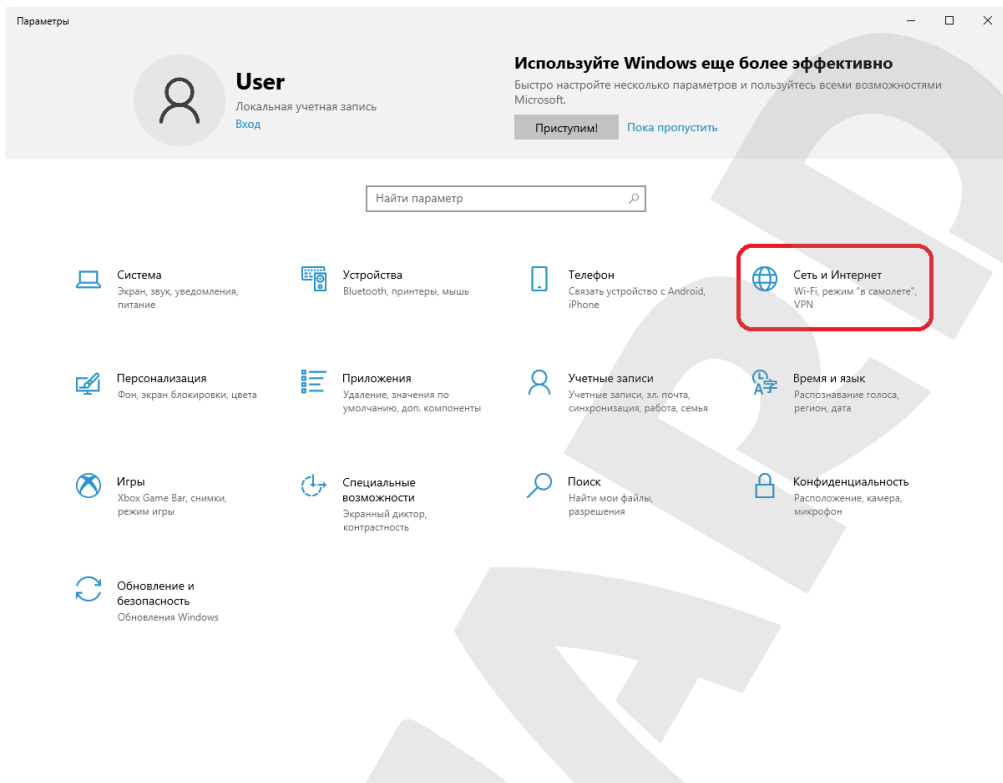 Параметры
User
Локальная учетная запись
Вход
Используйте Windows еще более эффективно
Быстро настройте несколько параметров и пользуйтесь всеми возможностями
Microsoft.
Приступим!
Пока пропустить
Найти параметр
Система
Экран, звук, уведомления,
питание
Устройства
Bluetooth, принтеры, мышь
Телефон
Связать устройство с Android,
iPhone
Сеть и Интернет
Wi-Fi, режим "в самолете",
VPN
Персонализация
Фон, экран блокировки, цвета
Приложения
Удаление, значения по
умолчанию, доп. компоненты
Учетные записи
Учетные записи, эл. почта,
синхронизация, работа, семья
Время и язык
Распознавание голоса,
регион, дата
Игры
Xbox Game Bar, снимки,
режим игры
Специальные
возможности
Экранный диктор,
контрастность
Поиск
Найти мои файлы,
разрешения
Конфиденциальность
Расположение, камера,
микрофон
Обновление и
безопасность
Обновления Windows